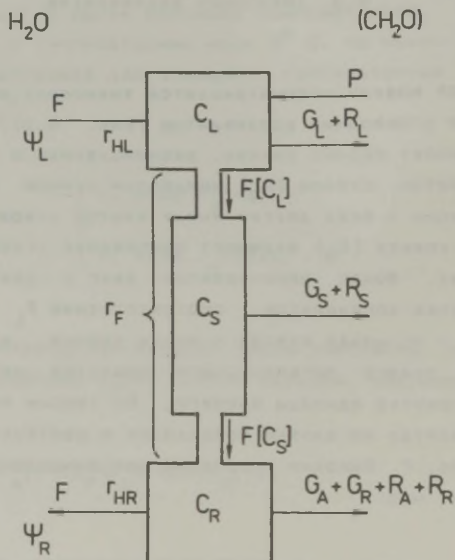 H₂O (CH₂O)
P
F C_L
Ψ_L r_HL G_L+R_L
F[C_L]
r_F C_S G_S+R_S
F[C_S]
F r_HR C_R G_A+G_R+R_A+R_R
Ψ_R